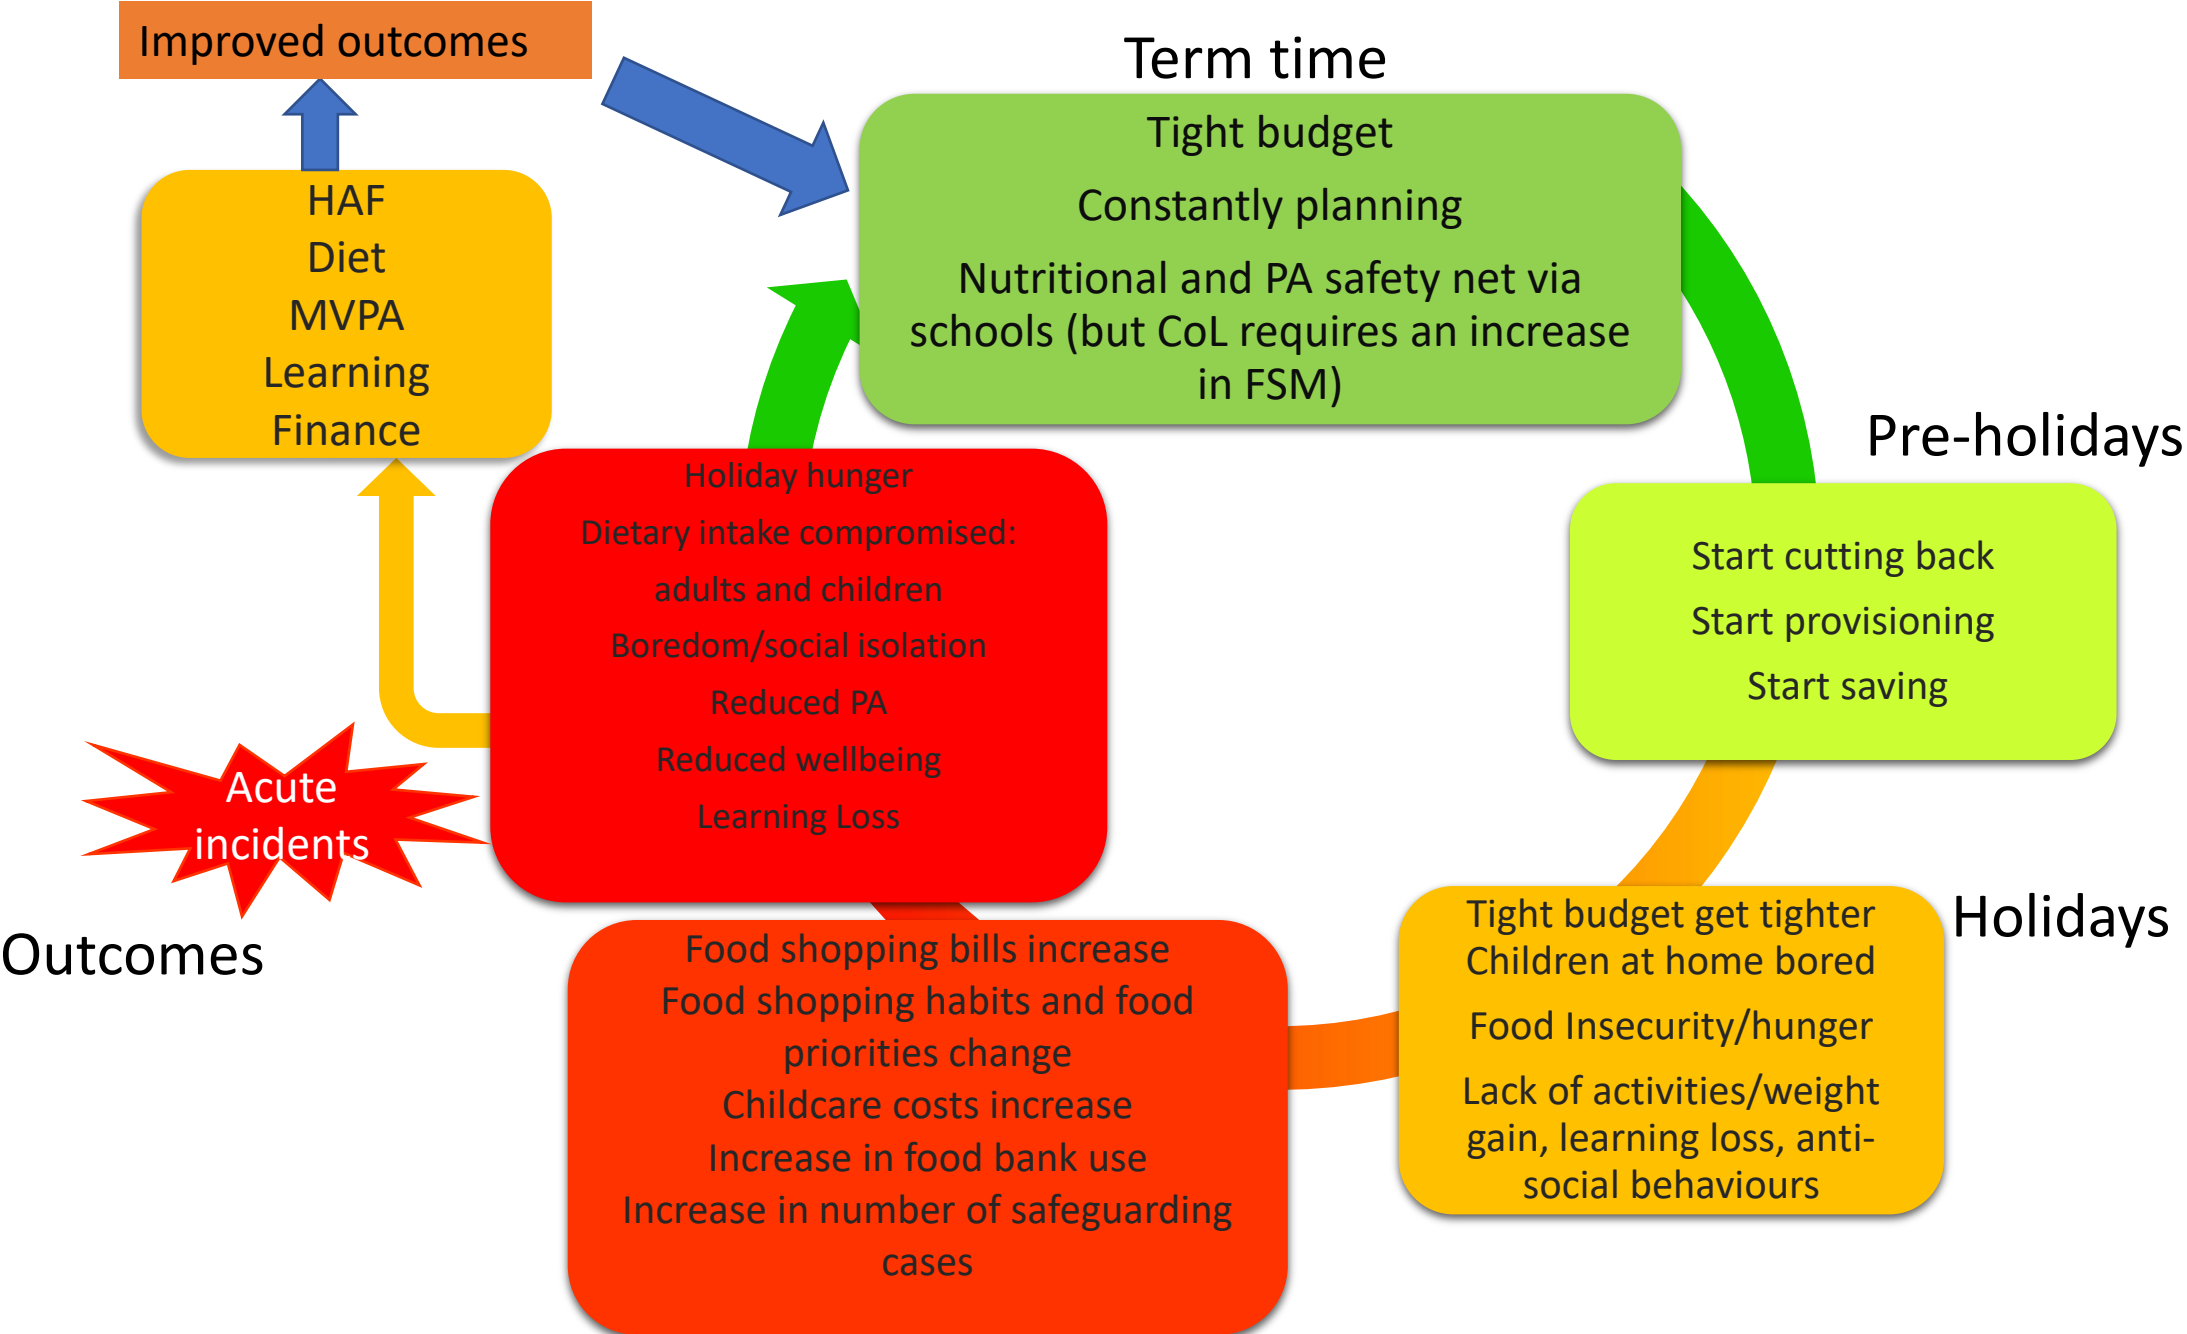 Improved outcomes
HAF
Diet
MVPA
Learning
Finance
Term time
Tight budget
Constantly planning
Nutritional and PA safety net via
schools (but CoL requires an increase
in FSM)
Pre-holidays
Start cutting back
Start provisioning
Start saving
Holidays
Tight budget get tighter
Children at home bored
Food Insecurity/hunger
Lack of activities/weight
gain, learning loss, anti-
social behaviours
Food shopping bills increase
Food shopping habits and food
priorities change
Childcare costs increase
Increase in food bank use
Increase in number of safeguarding
cases
Holiday hunger
Dietary intake compromised:
adults and children
Boredom/social isolation
Reduced PA
Reduced wellbeing
Learning Loss
Acute
incidents
Outcomes